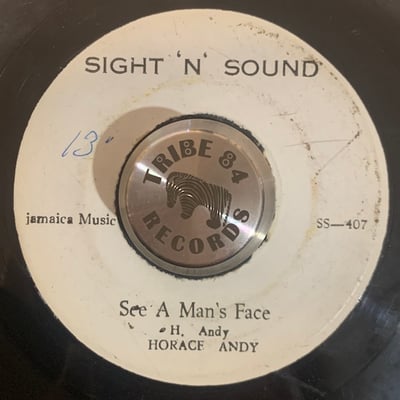 SIGHT 'N' SOUND
13
TRIBE 84
RECORDS
jamaica Music
SS—407
See A Man's Face
H. Andy
HORACE ANDY